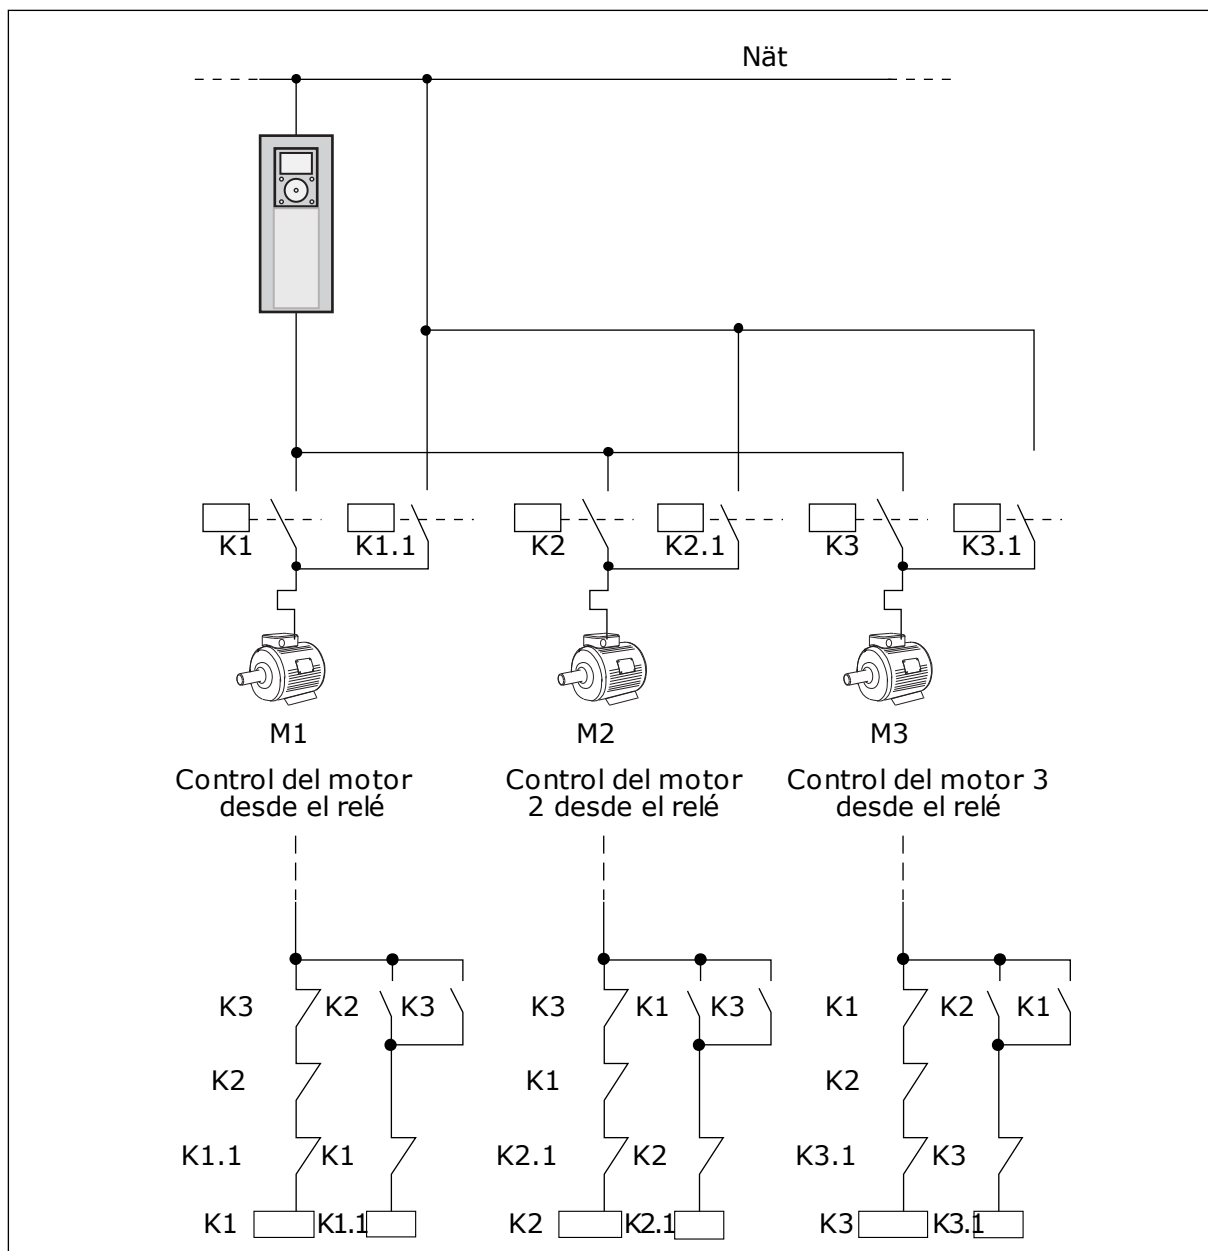 Nät
K1 K1.1 K2 K2.1 K3 K3.1
M1 M2 M3
Control del motor
desde el relé
Control del motor
2 desde el relé
Control del motor 3
desde el relé
K3 K2 K3 K3 K1 K3 K1 K2 K1
K2 K1 K2
K1.1 K1 K2.1 K2 K3.1 K3
K1 K1.1 K2 K2.1 K3 K3.1